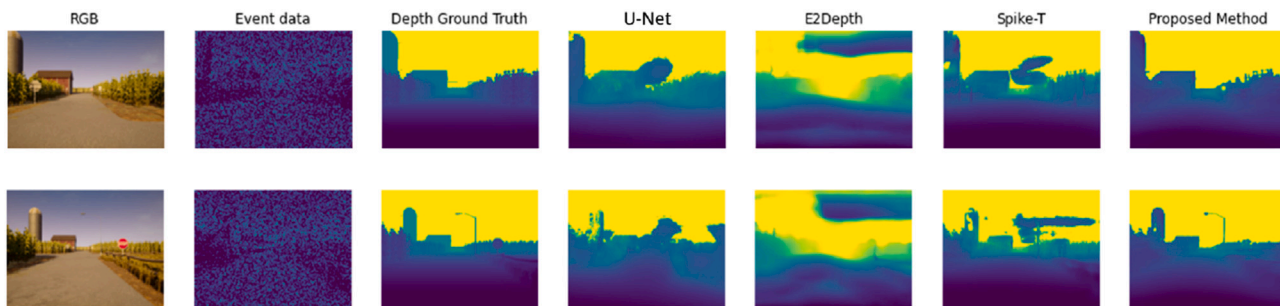 RGB
Event data
Depth Ground Truth
U-Net
E2Depth
Spike-T
Proposed Method